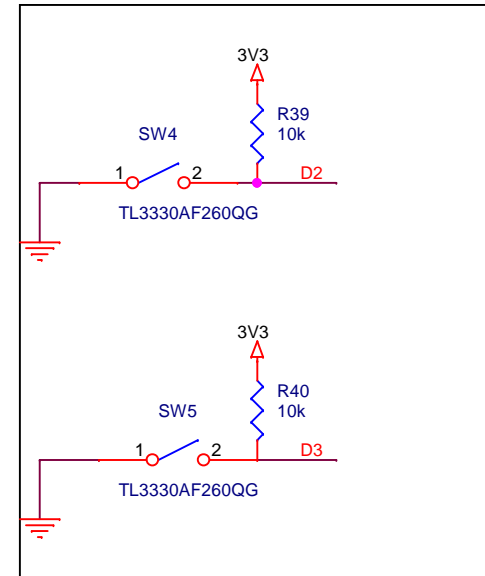 3V3
R39
10k
SW4
1 2 D2
TL3330AF260QG
3V3
R40
10k
SW5
1 2 D3
TL3330AF260QG